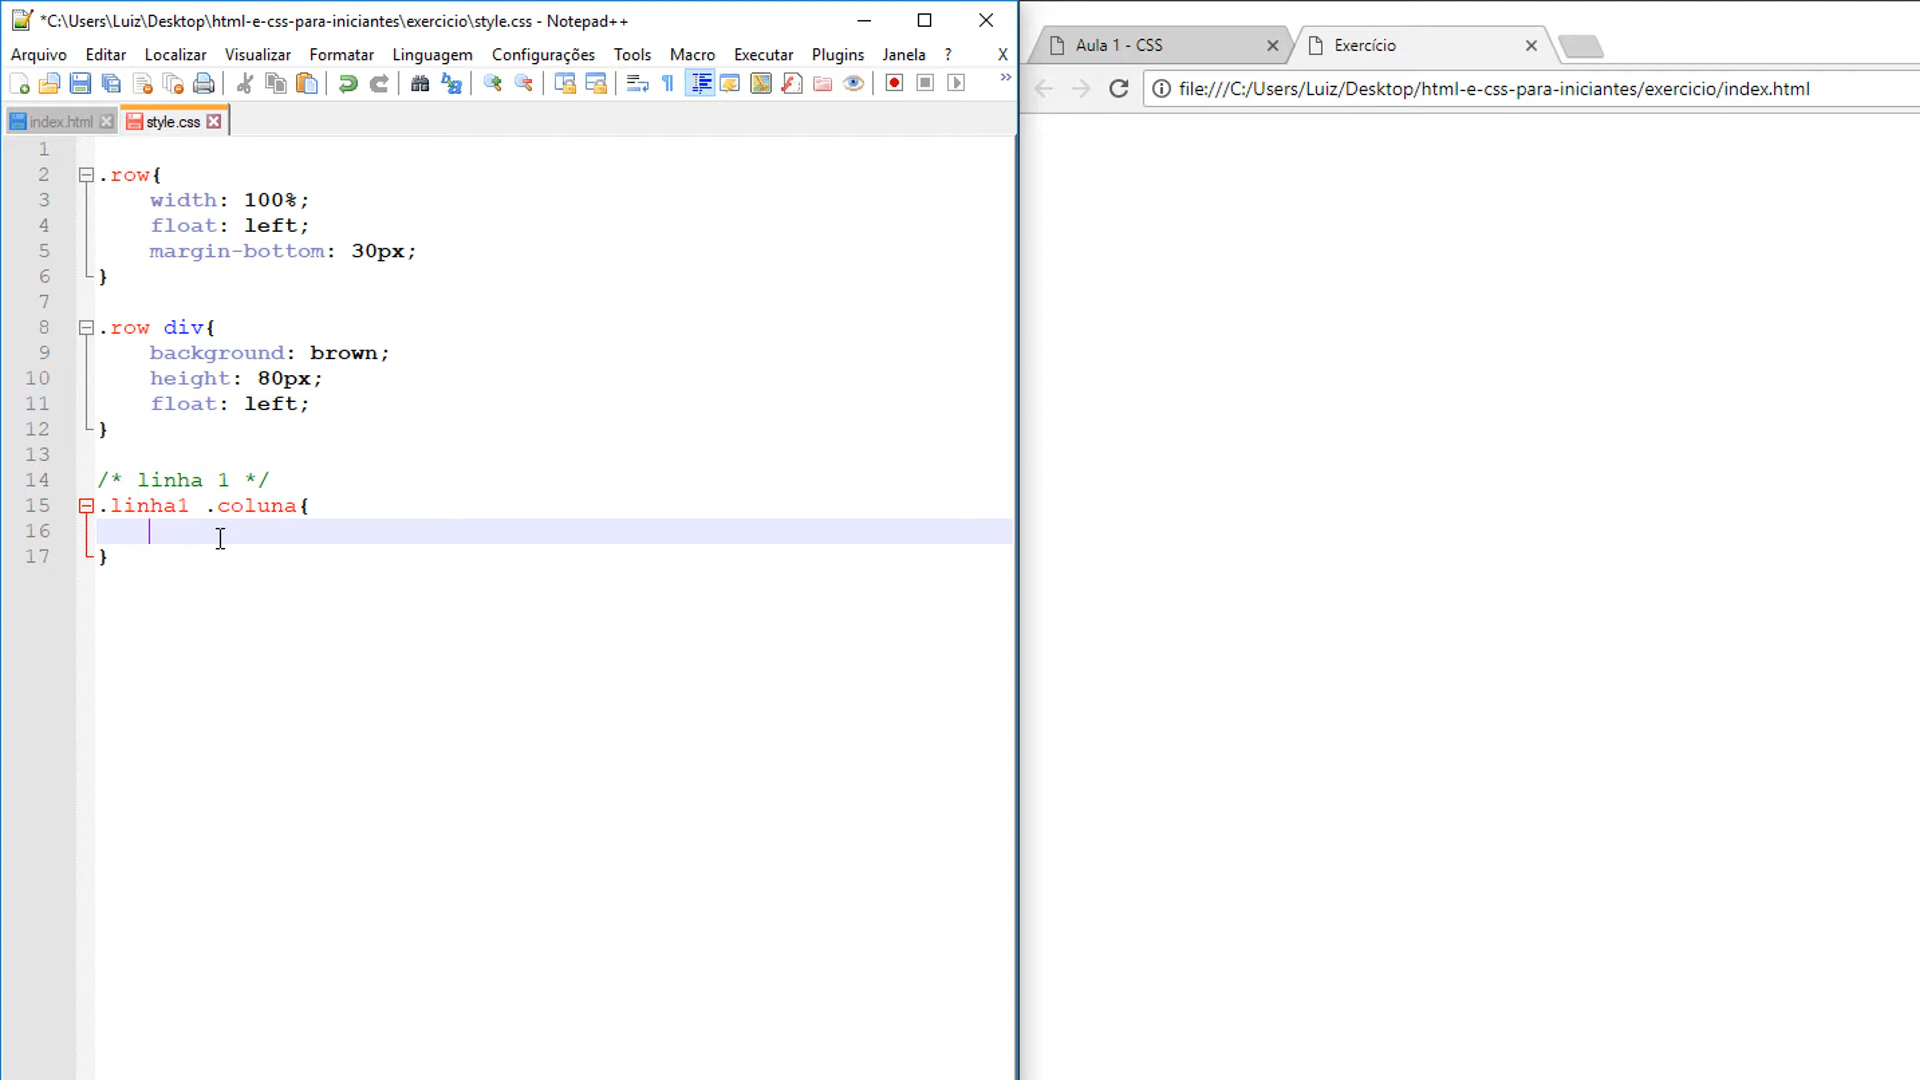 *C:\Users\Luiz\Desktop\html-e-css-para-iniciantes\exercicio\style.css - Notepad++
Arquivo Editar Localizar Visualizar Formatar Linguagem Configurações Tools Macro Executar Plugins Janela ? X
index.html style.css
1
2 .row{
3 width: 100%;
4 float: left;
5 margin-bottom: 30px;
6 }
7
8 .row div{
9 background: brown;
10 height: 80px;
11 float: left;
12 }
13
14 /* linha 1 */
15 .linha1 .coluna{
16
17 }
Aula 1 - CSS
Exercício
file:///C:/Users/Luiz/Desktop/html-e-css-para-iniciantes/exercicio/index.html